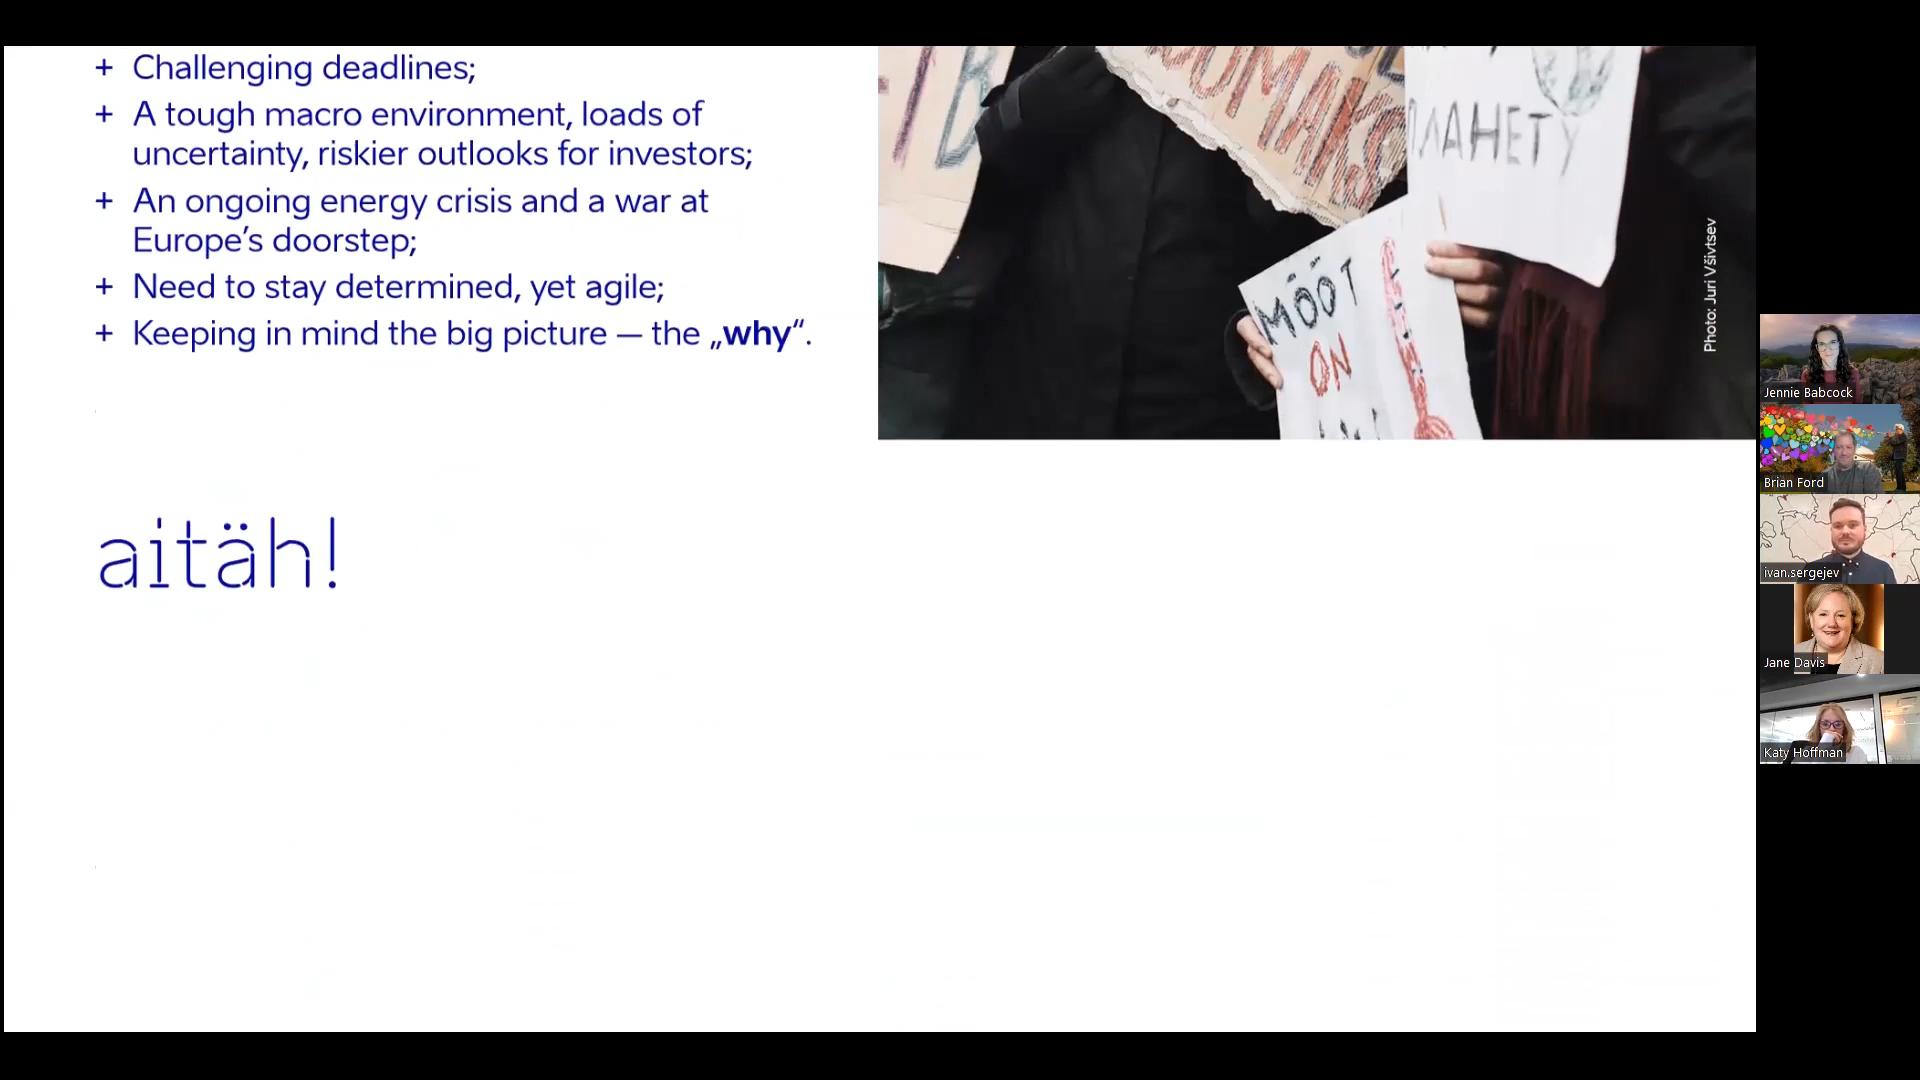 + Challenging deadlines;
+ A tough macro environment, loads of
uncertainty, riskier outlooks for investors;
+ An ongoing energy crisis and a war at
Europe’s doorstep;
+ Need to stay determined, yet agile;
+ Keeping in mind the big picture — the „why“.
aitäh!
ПЛАНЕТУ
MÕÕT
ON
Photo: Juri Všivtsev
Jennie Babcock
Brian Ford
ivan.sergejev
Jane Davis
Katy Hoffman